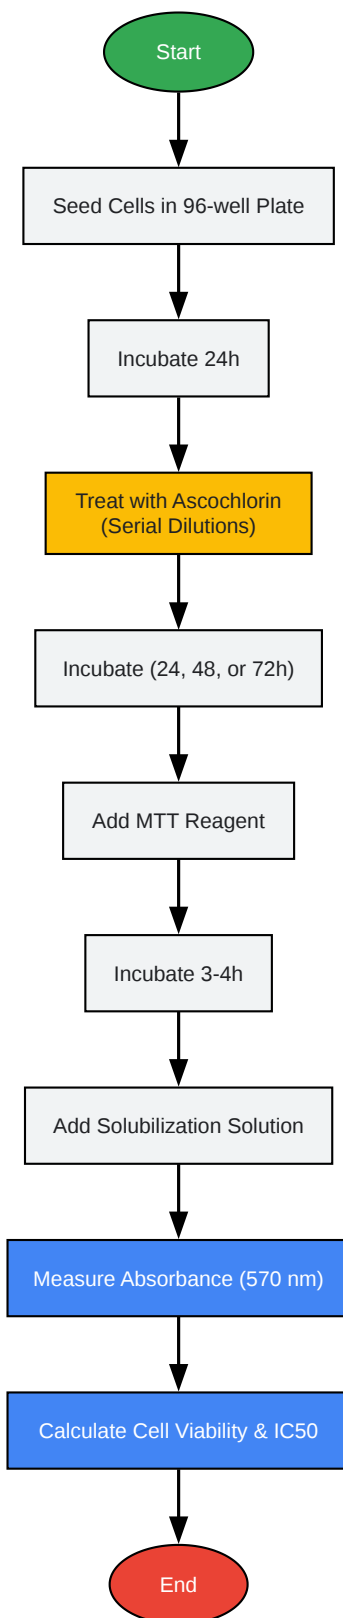 Start
Seed Cells in 96-well Plate
Incubate 24h
Treat with Ascochlorin
(Serial Dilutions)
Incubate (24, 48, or 72h)
Add MTT Reagent
Incubate 3-4h
Add Solubilization Solution
Measure Absorbance (570 nm)
Calculate Cell Viability & IC50
End